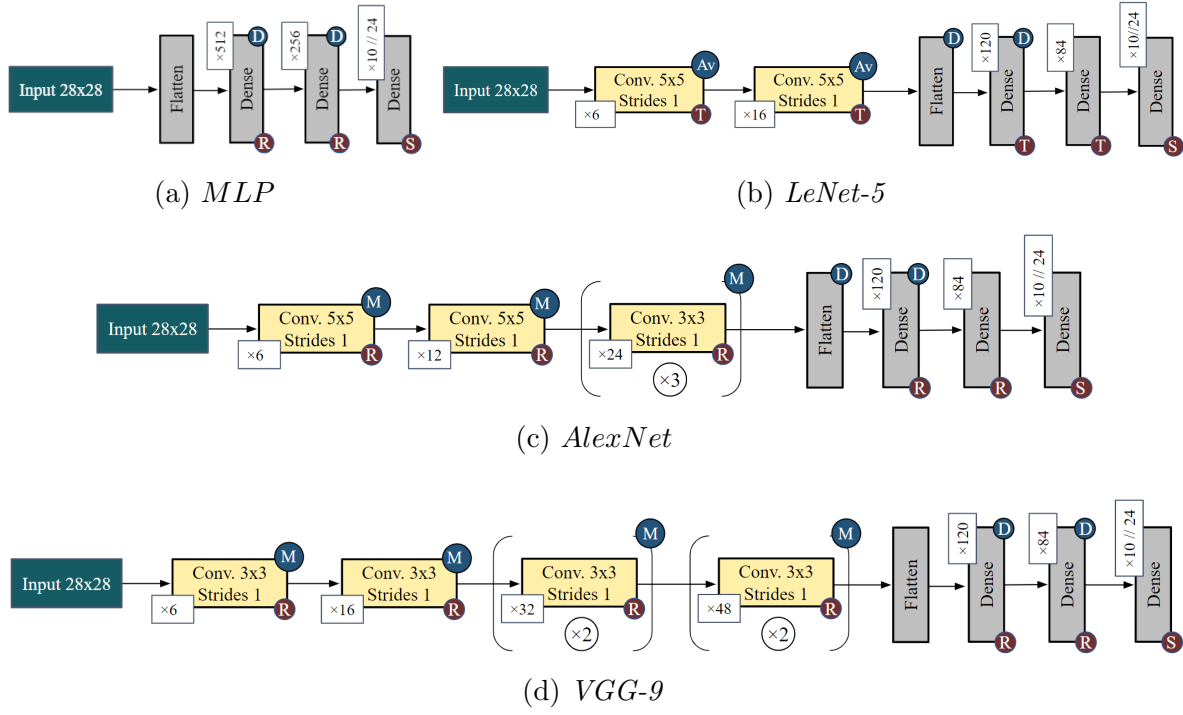 Input 28x28
Flatten
×512
D
Dense
R
×256
D
Dense
R
×10 // 24
Dense
S
(a) MLP
Input 28x28
Av
Conv. 5x5
Strides 1
×6
T
Av
Conv. 5x5
Strides 1
×16
T
D
Flatten
×120
D
Dense
T
×84
Dense
T
×10//24
Dense
S
(b) LeNet-5
Input 28x28
M
Conv. 5x5
Strides 1
×6
R
M
Conv. 5x5
Strides 1
×12
R
M
Conv. 3x3
Strides 1
×24
R
×3
D
Flatten
×120
D
Dense
R
×84
Dense
R
×10 // 24
Dense
S
(c) AlexNet
Input 28x28
M
Conv. 3x3
Strides 1
×6
R
M
Conv. 3x3
Strides 1
×16
R
M
Conv. 3x3
Strides 1
×32
R
×2
M
Conv. 3x3
Strides 1
×48
R
×2
Flatten
×120
D
Dense
R
×84
D
Dense
R
×10 // 24
Dense
S
(d) VGG-9